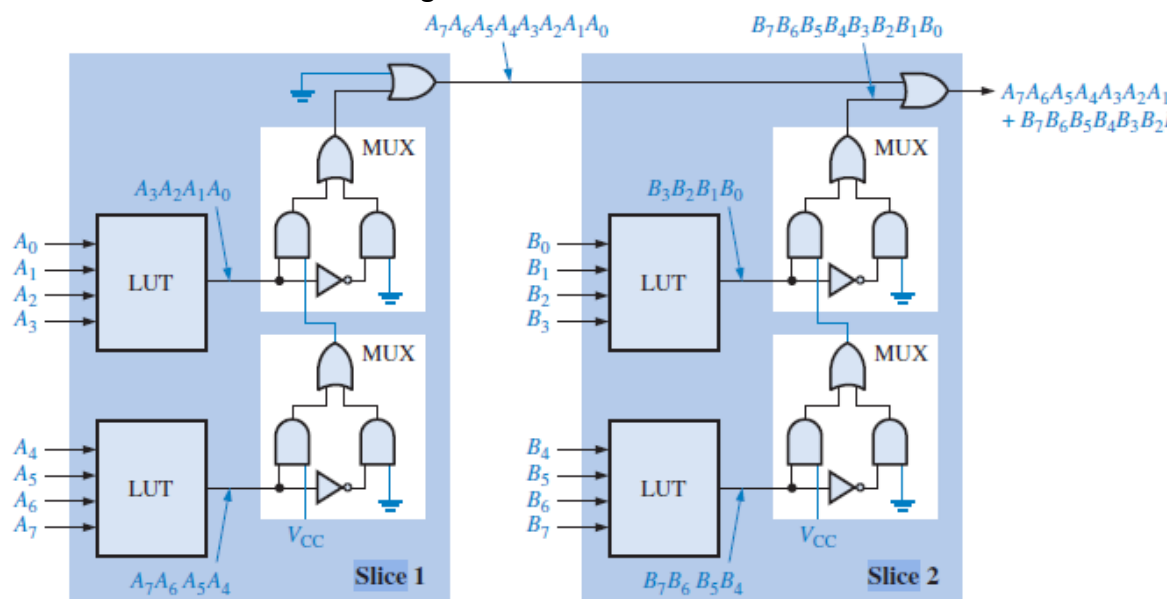 A₇A₆A₅A₄A₃A₂A₁A₀
B₇B₆B₅B₄B₃B₂B₁B₀
A₇A₆A₅A₄A₃A₂A₁
+ B₇B₆B₅B₄B₃B₂
MUX
MUX
A₃A₂A₁A₀
B₃B₂B₁B₀
A₀
A₁
A₂
A₃
LUT
B₀
B₁
B₂
B₃
LUT
MUX
MUX
A₄
A₅
A₆
A₇
LUT
B₄
B₅
B₆
B₇
LUT
V_CC
V_CC
A₇A₆ A₅A₄
Slice 1
B₇B₆ B₅B₄
Slice 2